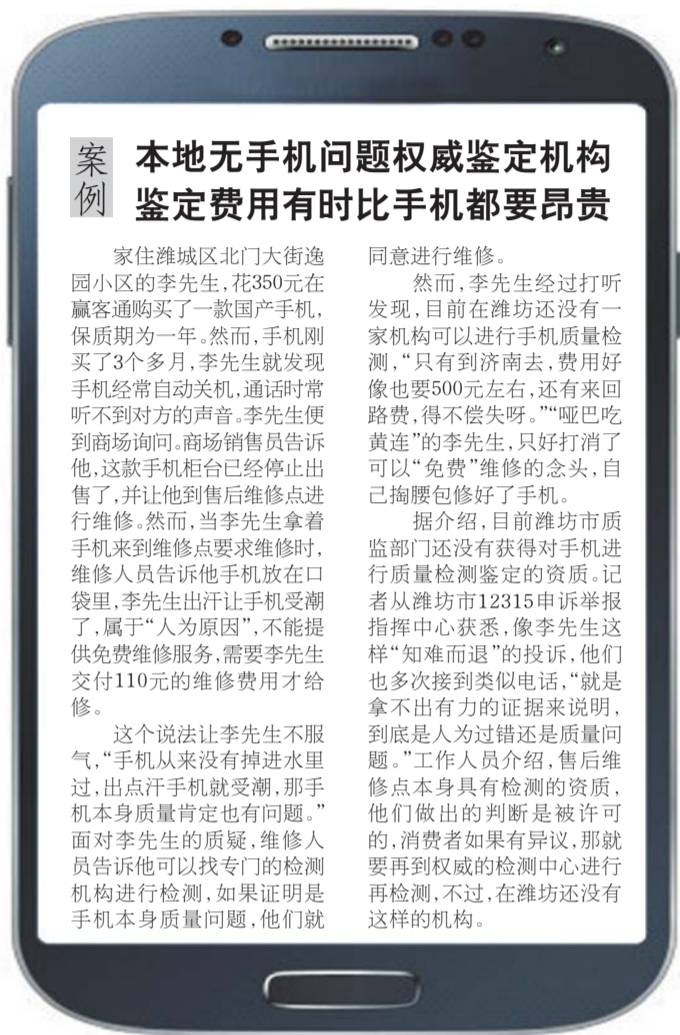 案例
本地无手机问题权威鉴定机构
鉴定费用有时比手机都要昂贵
家住潍城区北门大街逸
园小区的李先生,花350元在
赢客通购买了一款国产手机,
保质期为一年。然而,手机刚
买了3个多月,李先生就发现
手机经常自动关机,通话时常
听不到对方的声音。李先生便
到商场询问。商场销售员告诉
他,这款手机柜台已经停止出
售了,并让他到售后维修点进
行维修。然而,当李先生拿着
手机来到维修点要求维修时,
维修人员告诉他手机放在口
袋里,李先生出汗让手机受潮
了,属于“人为原因”,不能提
供免费维修服务,需要李先生
交付110元的维修费用才给
修。
这个说法让李先生不服
气,“手机从来没有掉进水里
过,出点汗手机就受潮,那手
机本身质量肯定也有问题。”
面对李先生的质疑,维修人
员告诉他可以找专门的检测
机构进行检测,如果证明是
手机本身质量问题,他们就
同意进行维修。
然而,李先生经过打听
发现,目前在潍坊还没有一
家机构可以进行手机质量检
测,“只有到济南去,费用好
像也要500元左右,还有来回
路费,得不偿失呀。”“哑巴吃
黄连”的李先生,只好打消了
可以“免费”维修的念头,自
己掏腰包修好了手机。
据介绍,目前潍坊市质
监部门还没有获得对手机进
行质量检测鉴定的资质。记
者从潍坊市12315申诉举报
指挥中心获悉,像李先生这
样“知难而退”的投诉,他们
也多次接到类似电话,“就是
拿不出有力的证据来说明,
到底是人为过错还是质量问
题。”工作人员介绍,售后维
修点本身具有检测的资质,
他们做出的判断是被许可
的,消费者如果有异议,那就
要再到权威的检测中心进行
再检测,不过,在潍坊还没有
这样的机构。